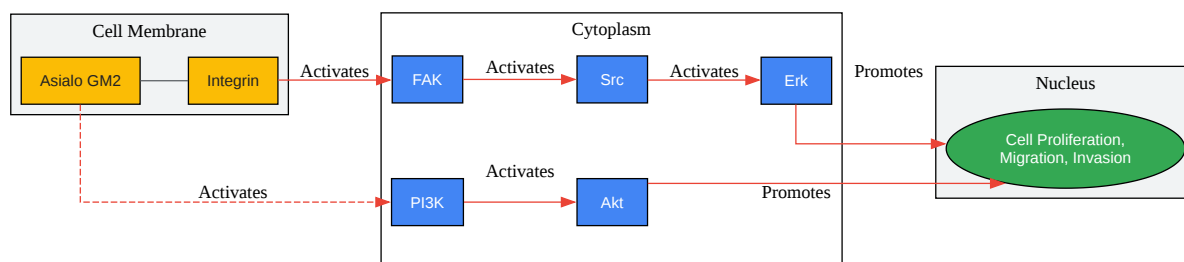 Cell Membrane
Cytoplasm
Asialo GM2
Integrin
Activates
FAK
Activates
Src
Activates
Erk
Promotes
Nucleus
Cell Proliferation,
Migration, Invasion
Activates
PI3K
Activates
Akt
Promotes